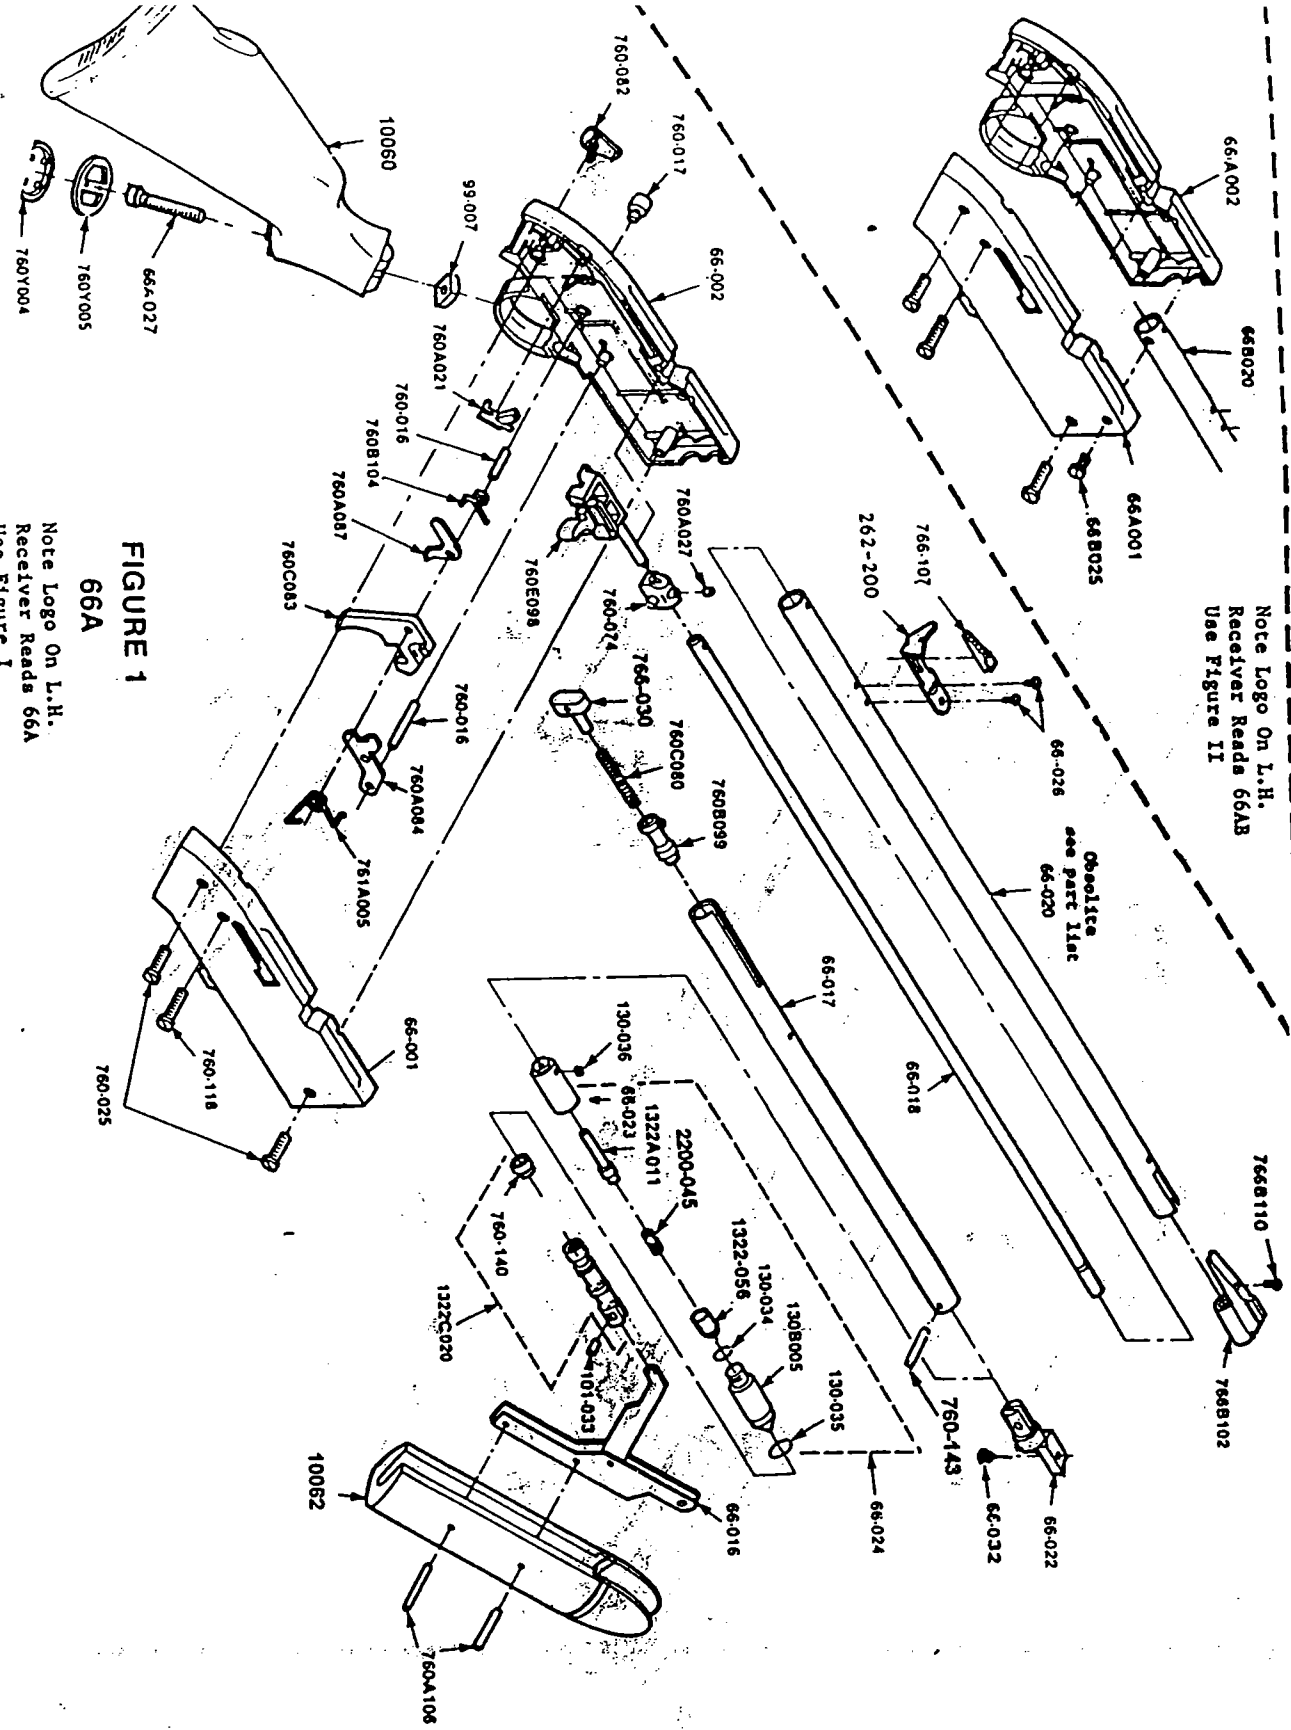 Note Logo On L.H.
Receiver Reads 66AB
Use Figure II
66-A002
66B020
66A001
66B025
766B110
766B102
766-107
262-200
66-026
Obsolite
see part list
66-020
760-082
760-017
66-002
10060
99-007
760A021
760-016
760B104
760A087
760C083
66A027
760Y005
760Y004
760A027
760E098
760-074
766-030
760C080
760B099
66-017
66-018
760-016
760A084
761A005
66-001
760-118
760-025
130-036
66-023
1322A011
2200-045
1322-056
130-034
130B005
130-035
760-143
66-022
66-032
66-024
760-140
1322C020
101-033
66-016
10062
760A106
FIGURE 1
66A
Note Logo On L.H.
Receiver Reads 66A
Use Figure I